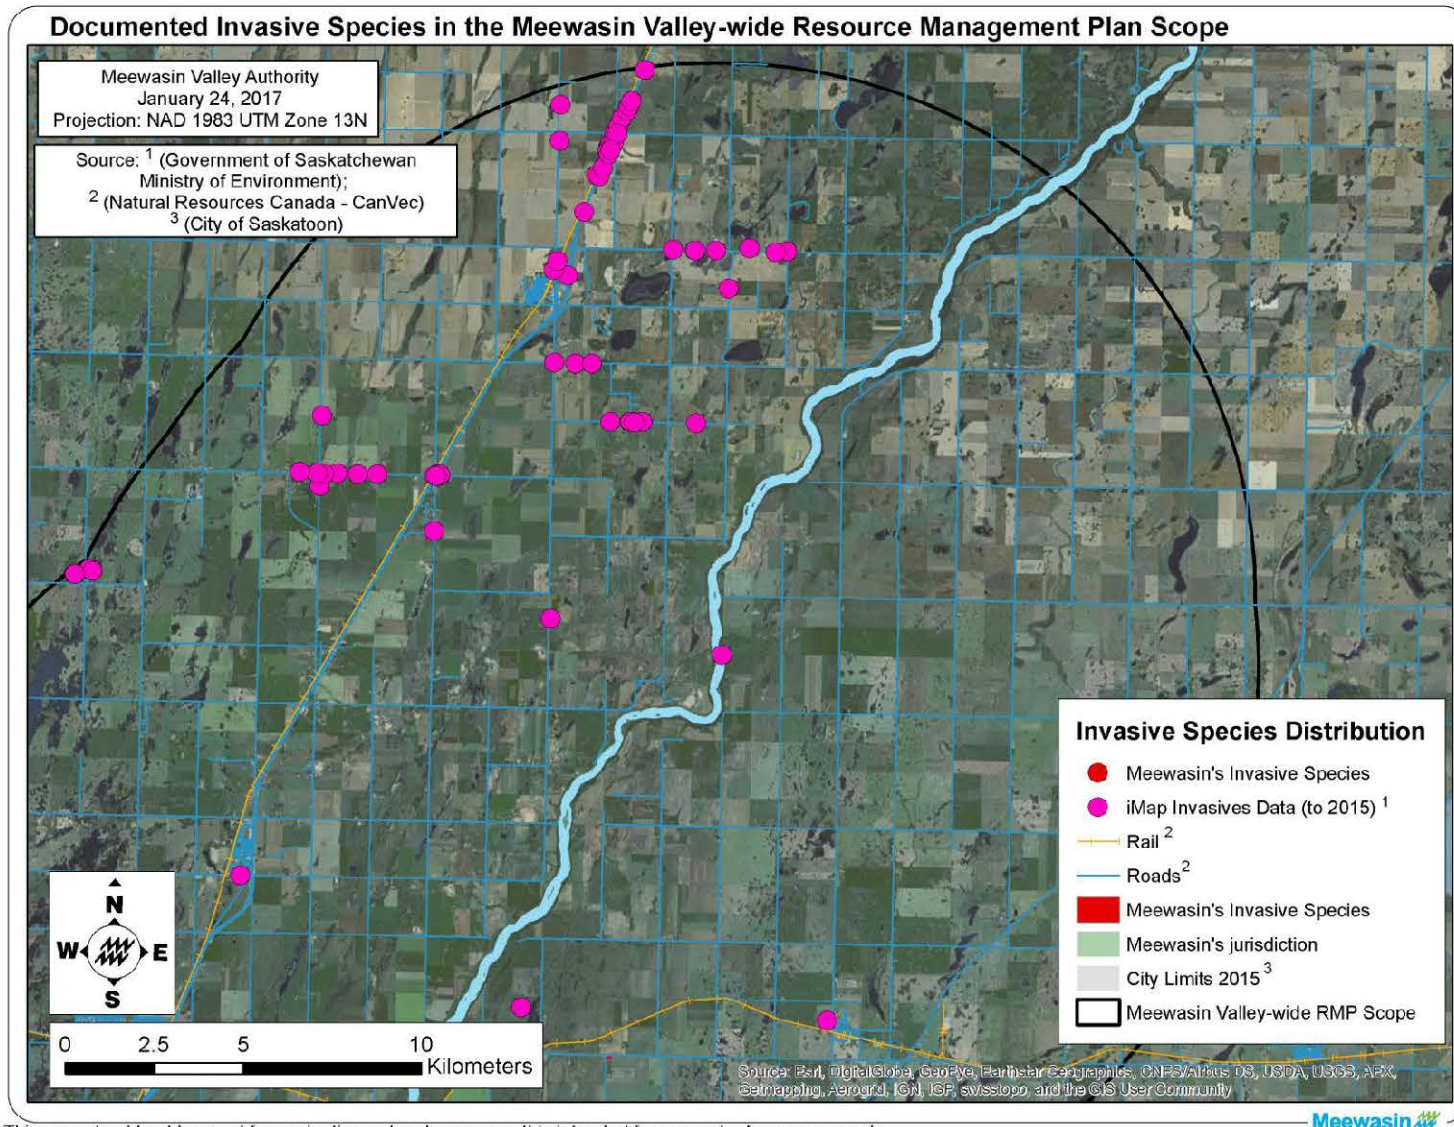 Documented Invasive Species in the Meewasin Valley-wide Resource Management Plan Scope
Meewasin Valley Authority
January 24, 2017
Projection: NAD 1983 UTM Zone 13N
Source: 1 (Government of Saskatchewan
Ministry of Environment);
2 (Natural Resources Canada - CanVec)
3 (City of Saskatoon)
Invasive Species Distribution
Meewasin's Invasive Species
iMap Invasives Data (to 2015) 1
Rail 2
Roads 2
Meewasin's Invasive Species
Meewasin's jurisdiction
City Limits 2015 3
Meewasin Valley-wide RMP Scope
N
W E
S
0 2.5 5 10
Kilometers
Source: Esri, DigitalGlobe, GeoEye, Earthstar Geographics, CNES/Airbus DS, USDA, USGS, AEX,
Getmapping, Aerogrid, IGN, IGP, swisstopo, and the GIS User Community
Meewasin